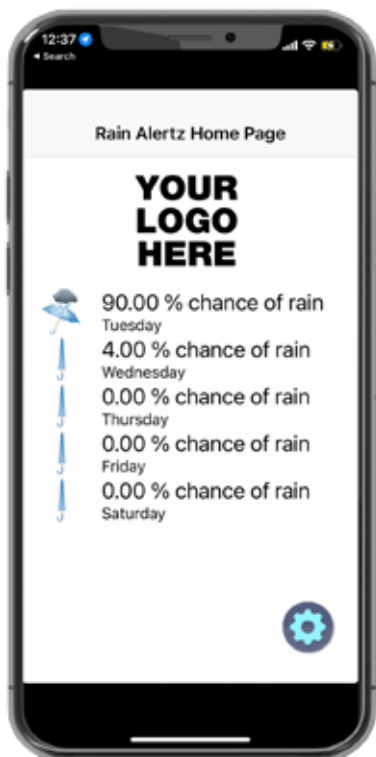 12:37
Search
Rain Alertz Home Page
YOUR
LOGO
HERE
90.00 % chance of rain
Tuesday
4.00 % chance of rain
Wednesday
0.00 % chance of rain
Thursday
0.00 % chance of rain
Friday
0.00 % chance of rain
Saturday